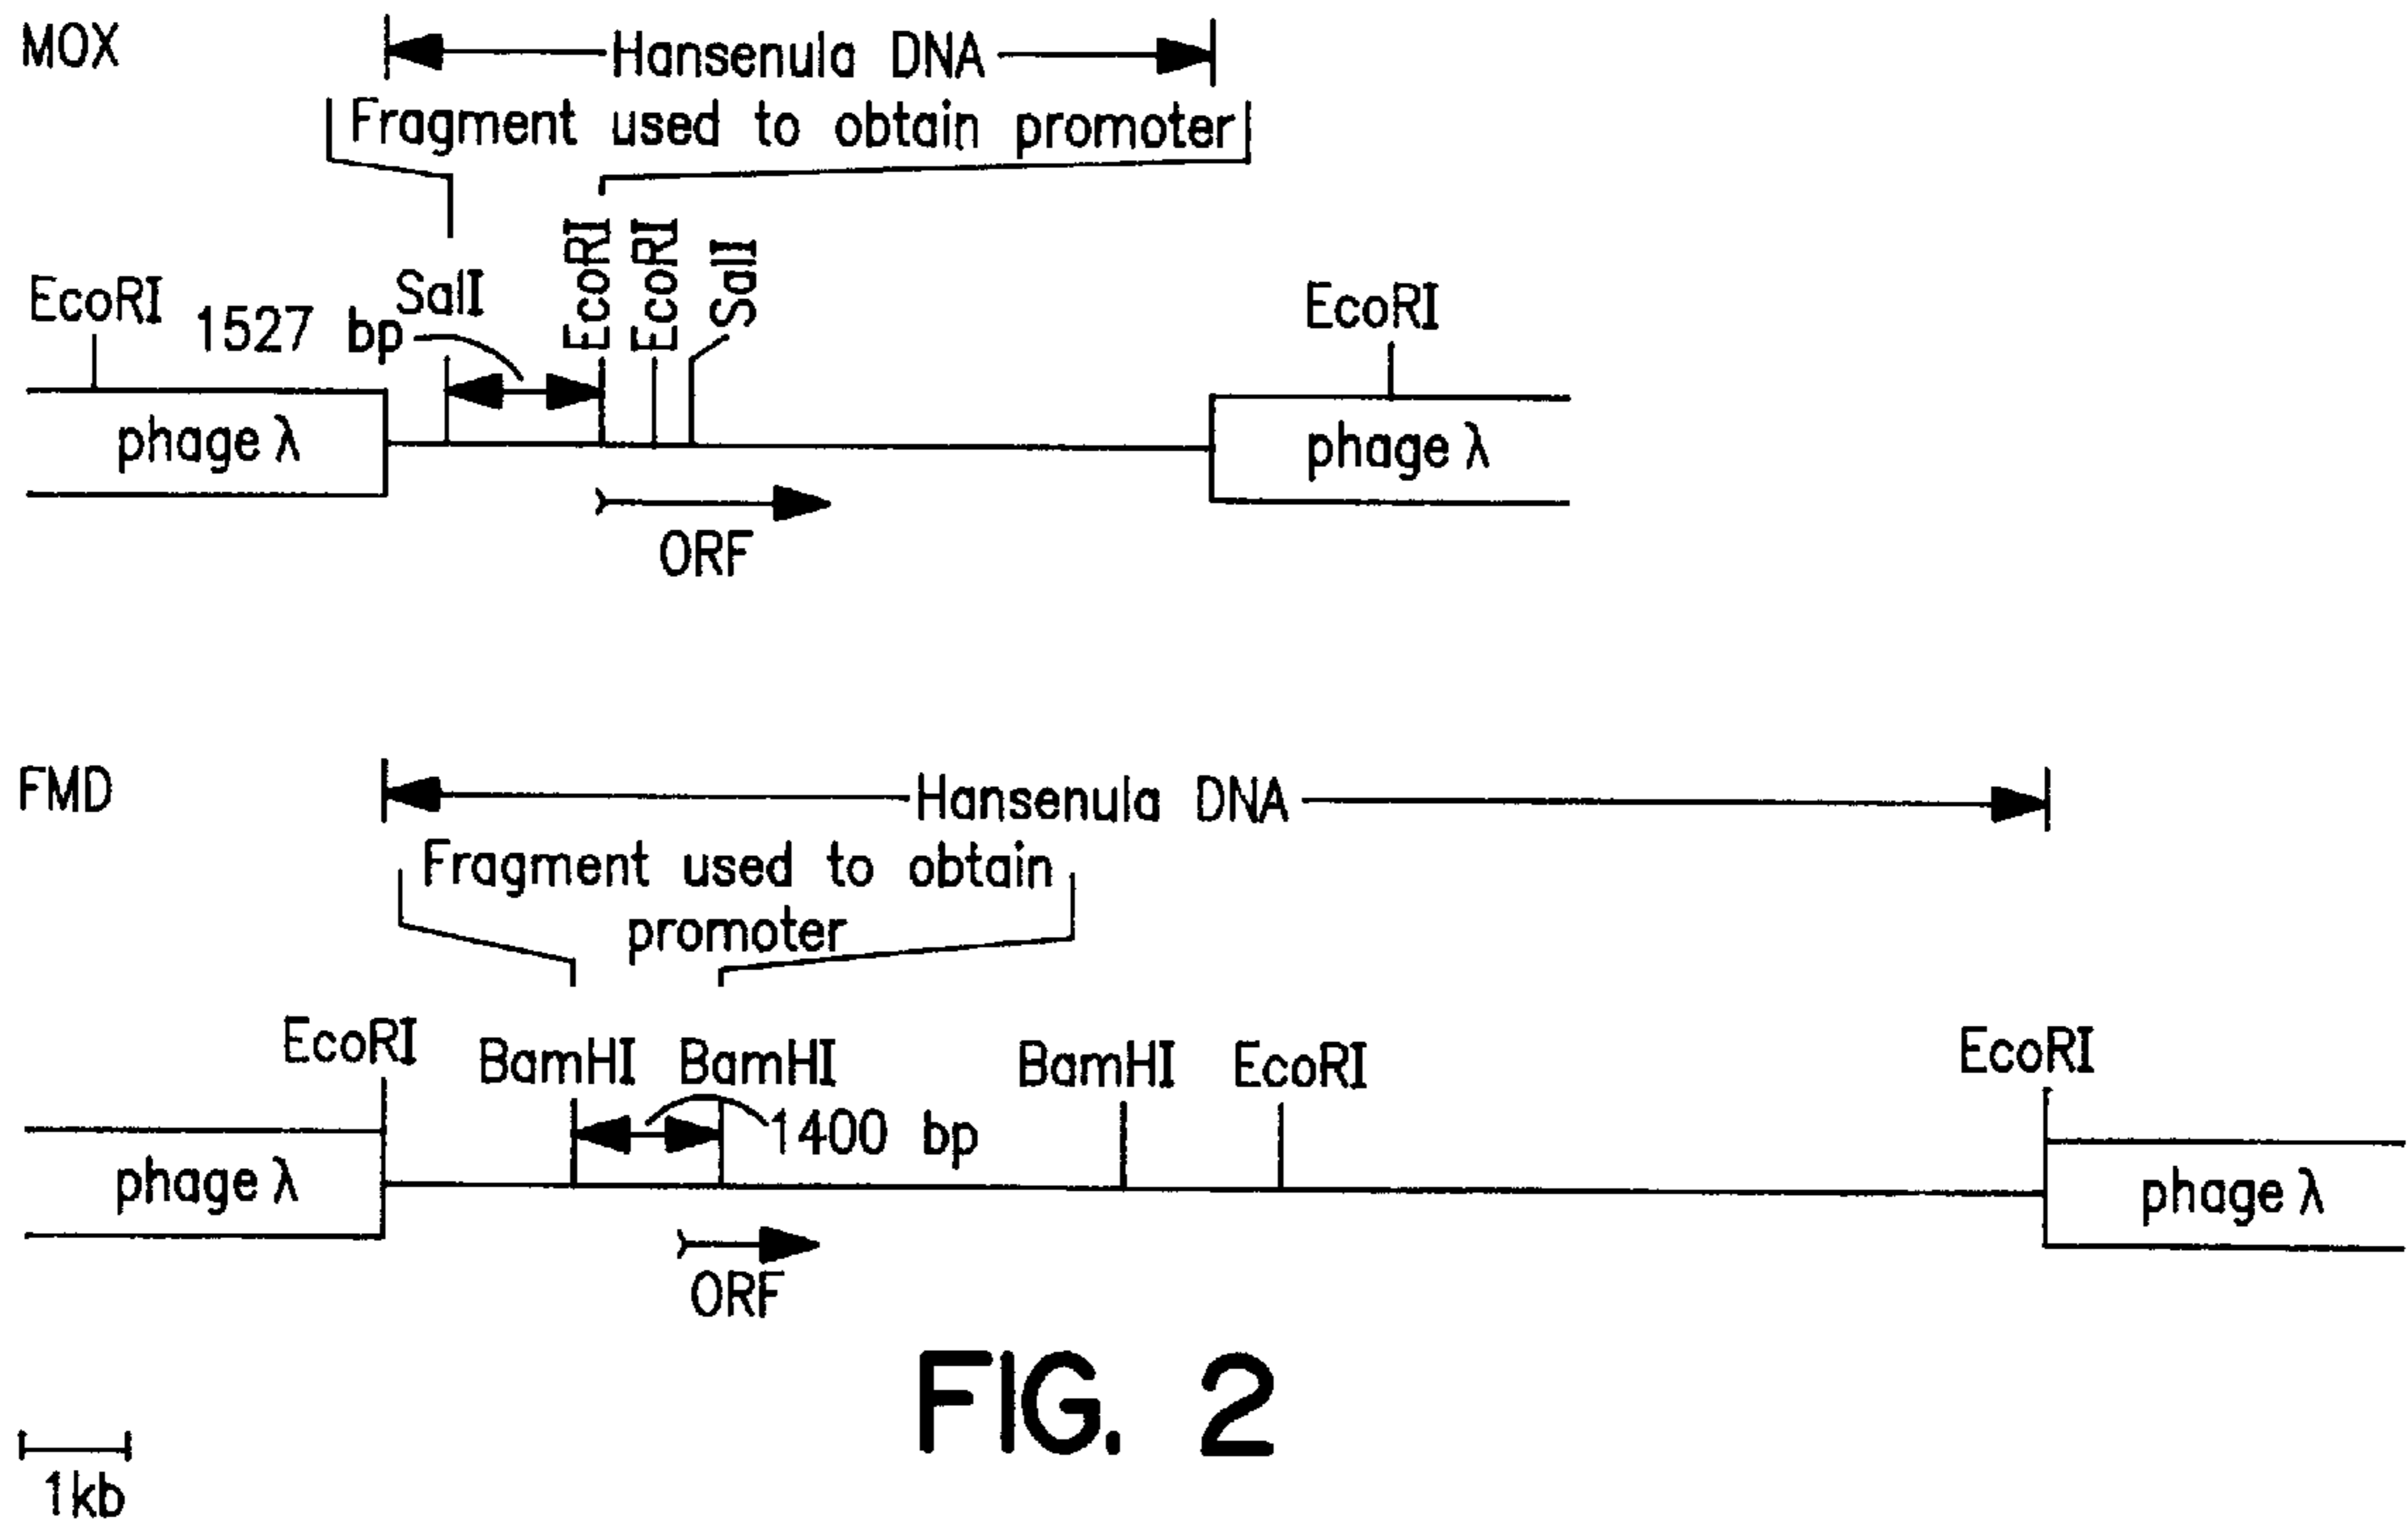 MOX
Hansenula DNA
Fragment used to obtain promoter
EcoRI
1527 bp
SalI
EcoRI
EcoRI
SalI
EcoRI
phage λ
phage λ
ORF
FMD
Hansenula DNA
Fragment used to obtain
promoter
EcoRI
BamHI
BamHI
BamHI
EcoRI
EcoRI
1400 bp
phage λ
phage λ
ORF
FIG. 2
1kb